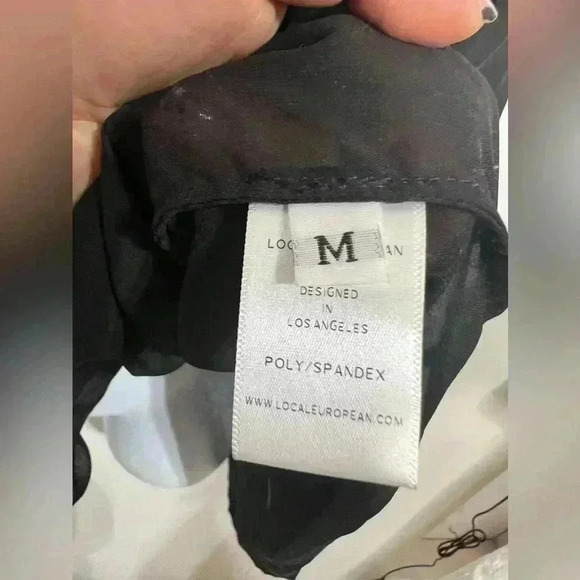 LOC M AN
DESIGNED
IN
LOS ANGELES
POLY/SPANDEX
WWW.LOCALEUROPEAN.COM